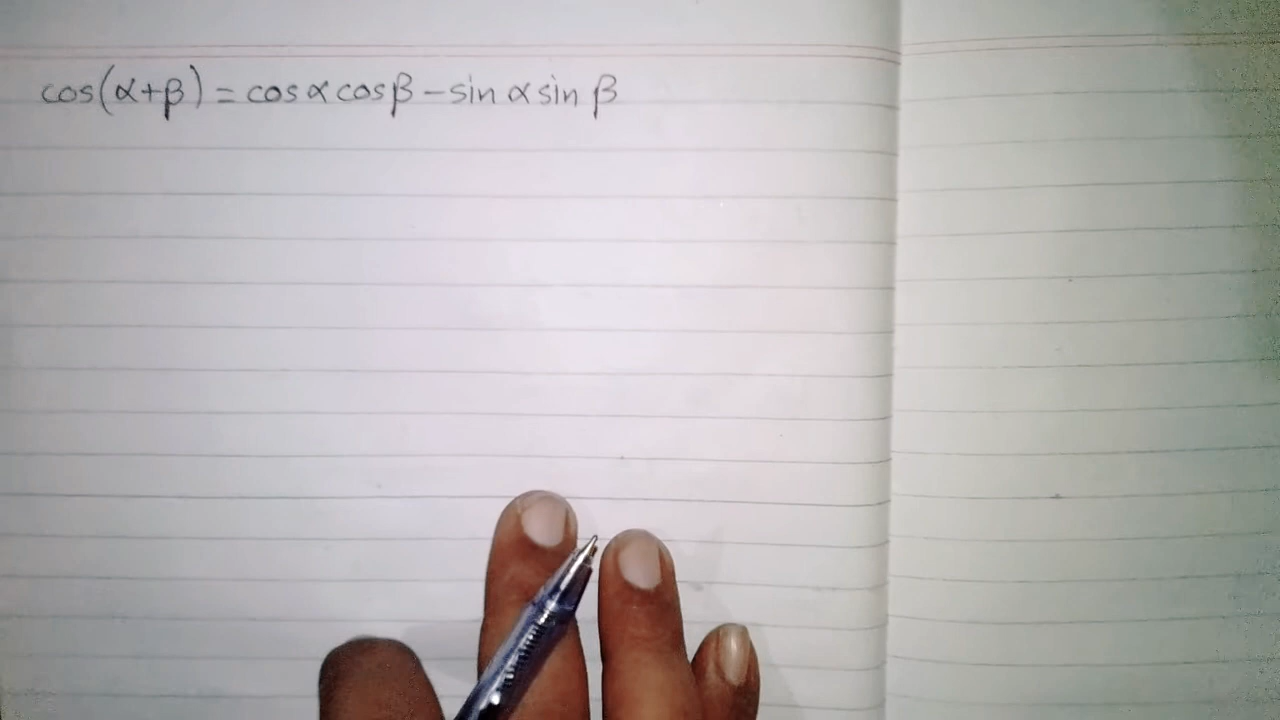 cos(α+β) = cos α cos β − sin α sin β